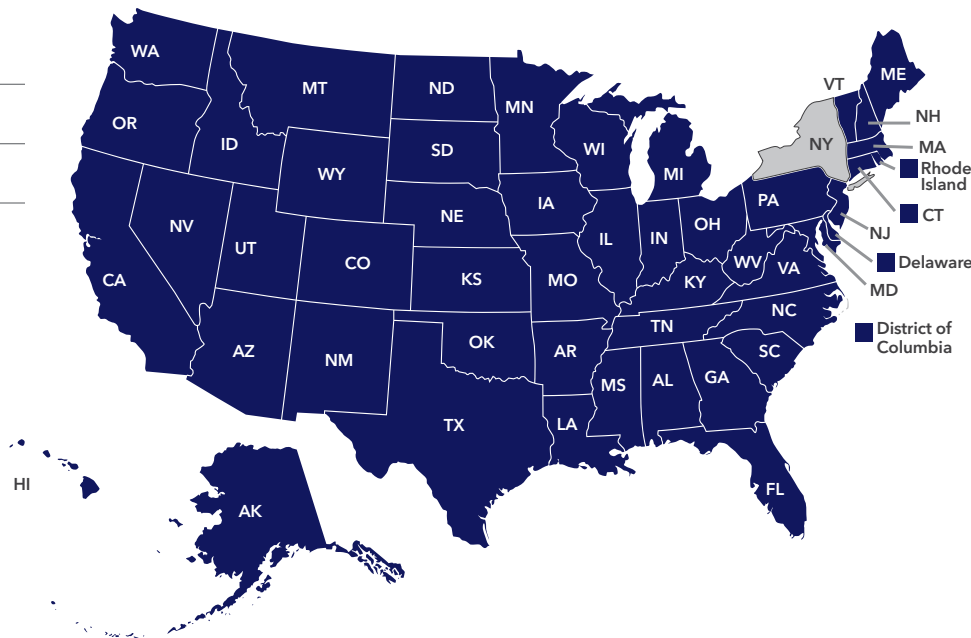 WA
MT
ND
MN
VT
ME
OR
ID
SD
WI
NY
NH
MA
WY
MI
Rhode
Island
NE
IA
PA
CT
NV
UT
IL
IN
OH
NJ
CO
KS
MO
WV
VA
Delaware
CA
KY
MD
NC
AZ
NM
OK
AR
TN
SC
District of
Columbia
MS
AL
GA
TX
LA
HI
AK
FL